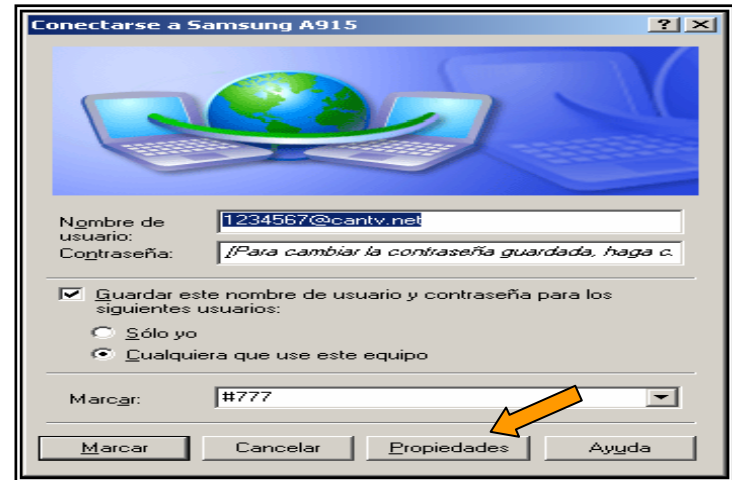 Conectarse a Samsung A915
Nombre de usuario:
1234567@cantv.net
Contraseña:
[Para cambiar la contraseña guardada, haga c
Guardar este nombre de usuario y contraseña para los
siguientes usuarios:
Sólo yo
Cualquiera que use este equipo
Marcar:
#777
Marcar
Cancelar
Propiedades
Ayuda